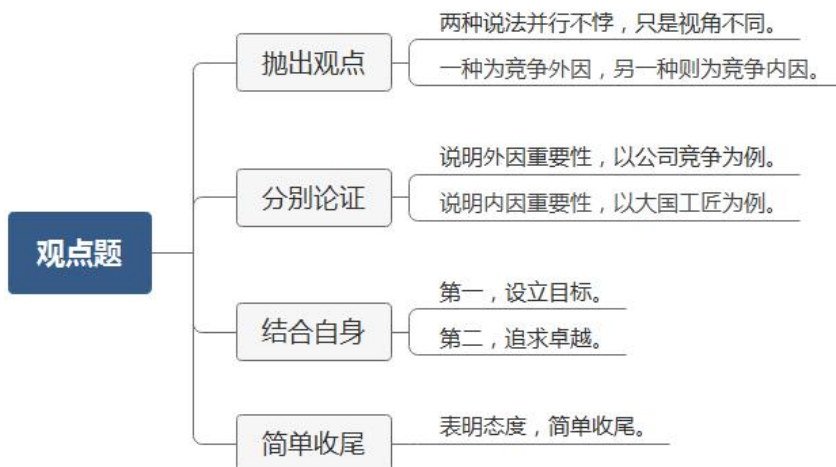 观点题
抛出观点
两种说法并行不悖，只是视角不同。
一种为竞争外因，另一种则为竞争内因。
分别论证
说明外因重要性，以公司竞争为例。
说明内因重要性，以大国工匠为例。
结合自身
第一，设立目标。
第二，追求卓越。
简单收尾
表明态度，简单收尾。